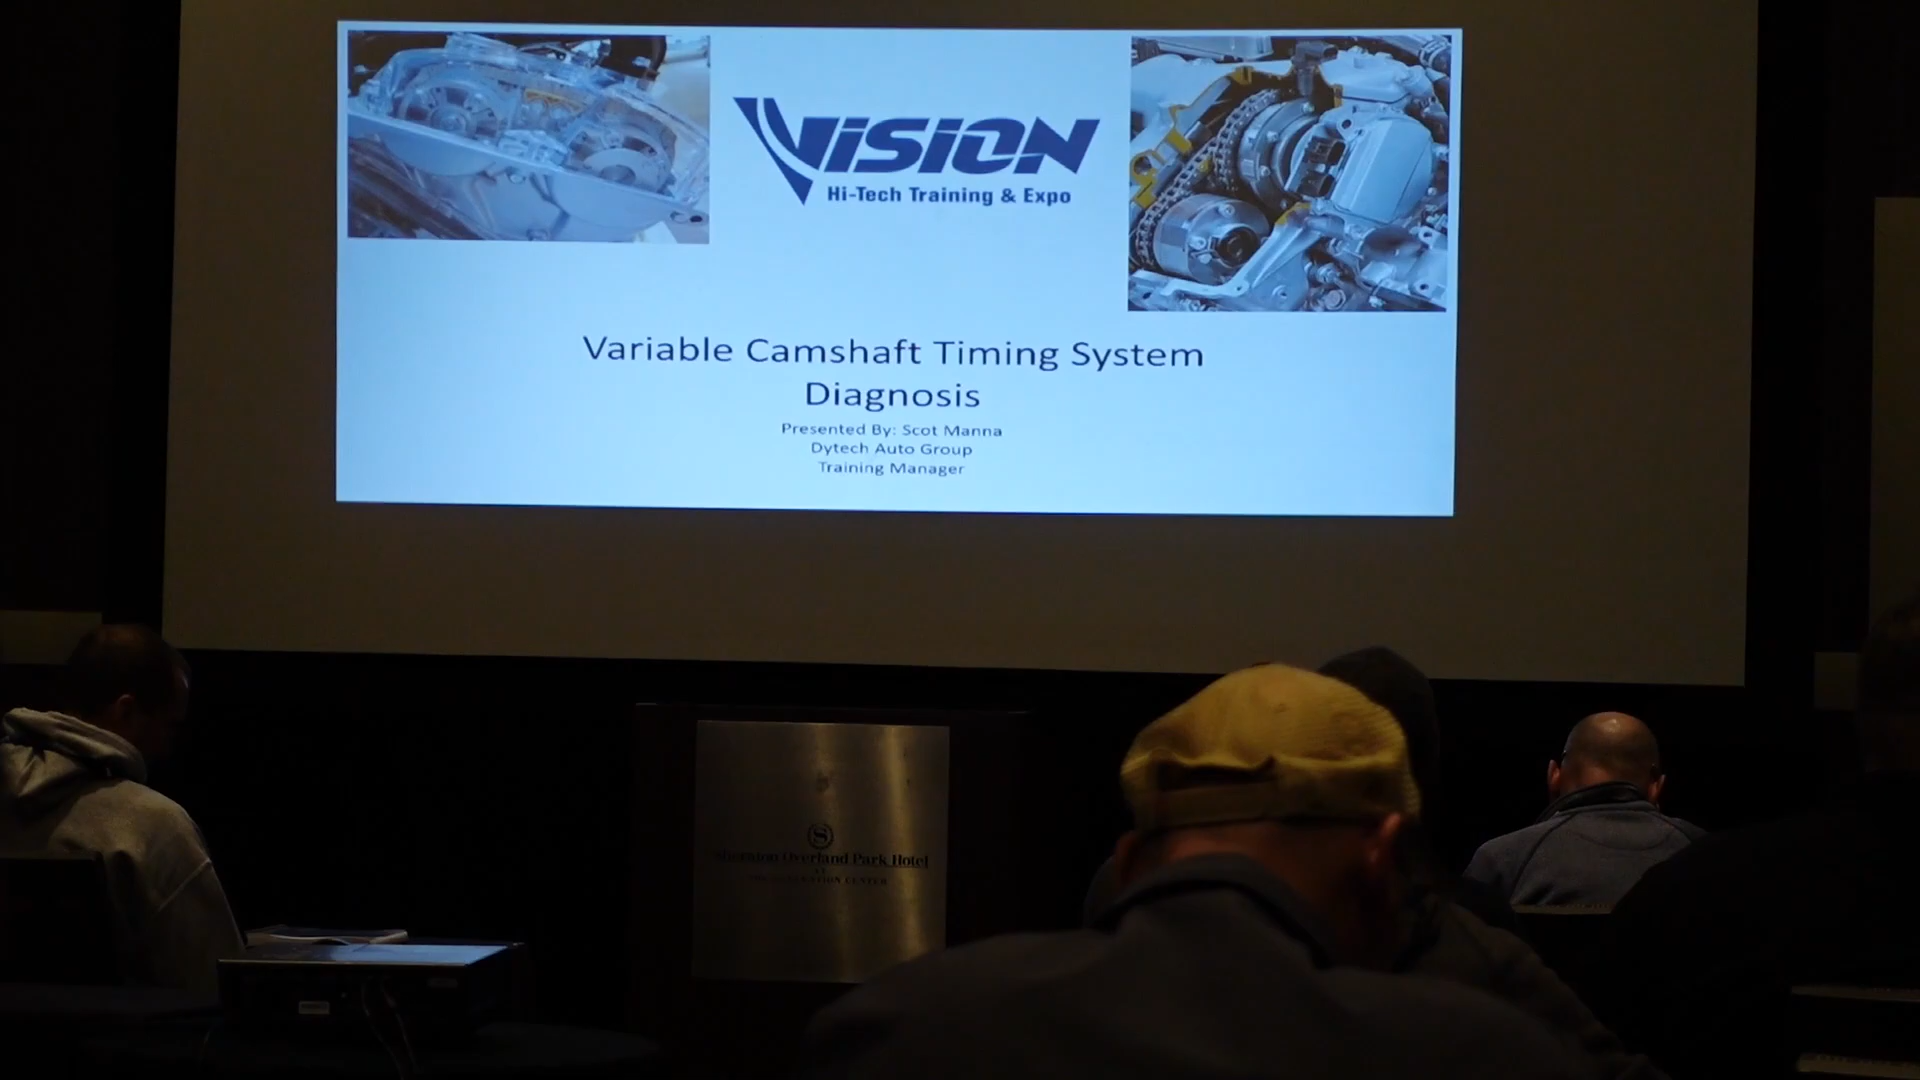 VISION
Hi-Tech Training & Expo
Variable Camshaft Timing System
Diagnosis
Presented By: Scot Manna
Dytech Auto Group
Training Manager
S
Sheraton Overland Park Hotel